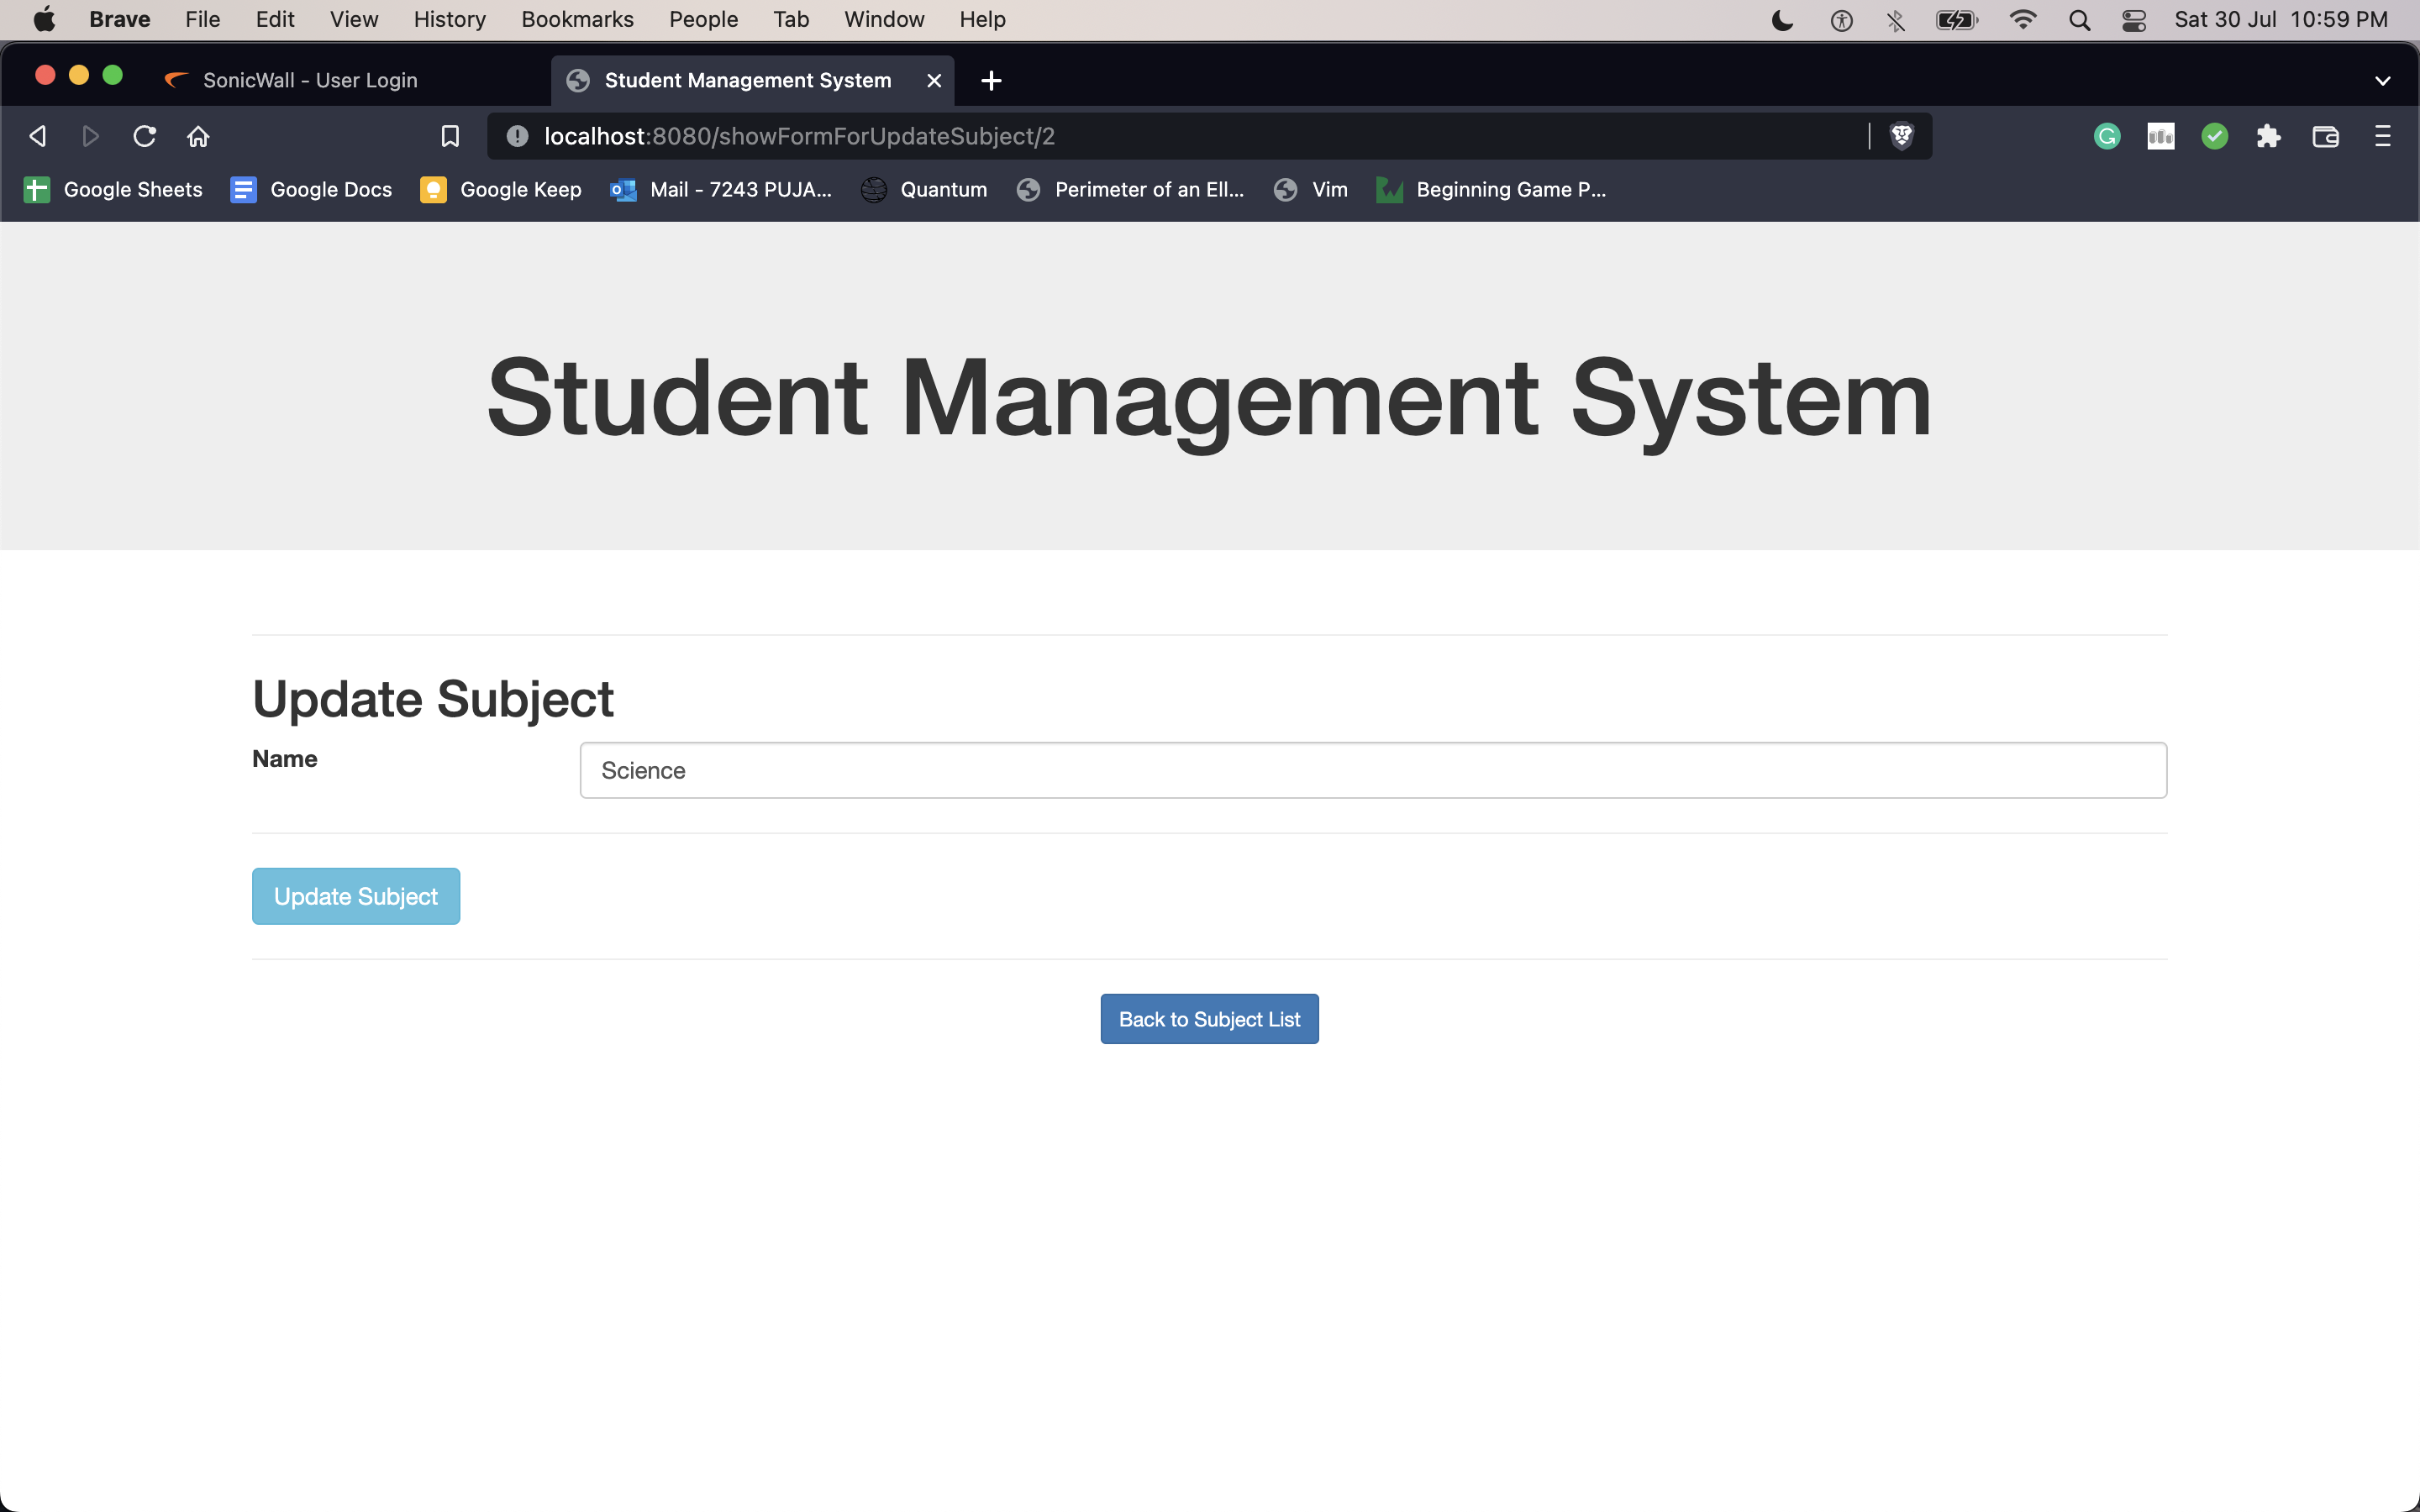 Brave File Edit View History Bookmarks People Tab Window Help Sat 30 Jul 10:59 PM
SonicWall - User Login Student Management System
localhost:8080/showFormForUpdateSubject/2
Google Sheets Google Docs Google Keep Mail - 7243 PUJA... Quantum Perimeter of an Ell... Vim Beginning Game P...
Student Management System
Update Subject
Name Science
Update Subject
Back to Subject List